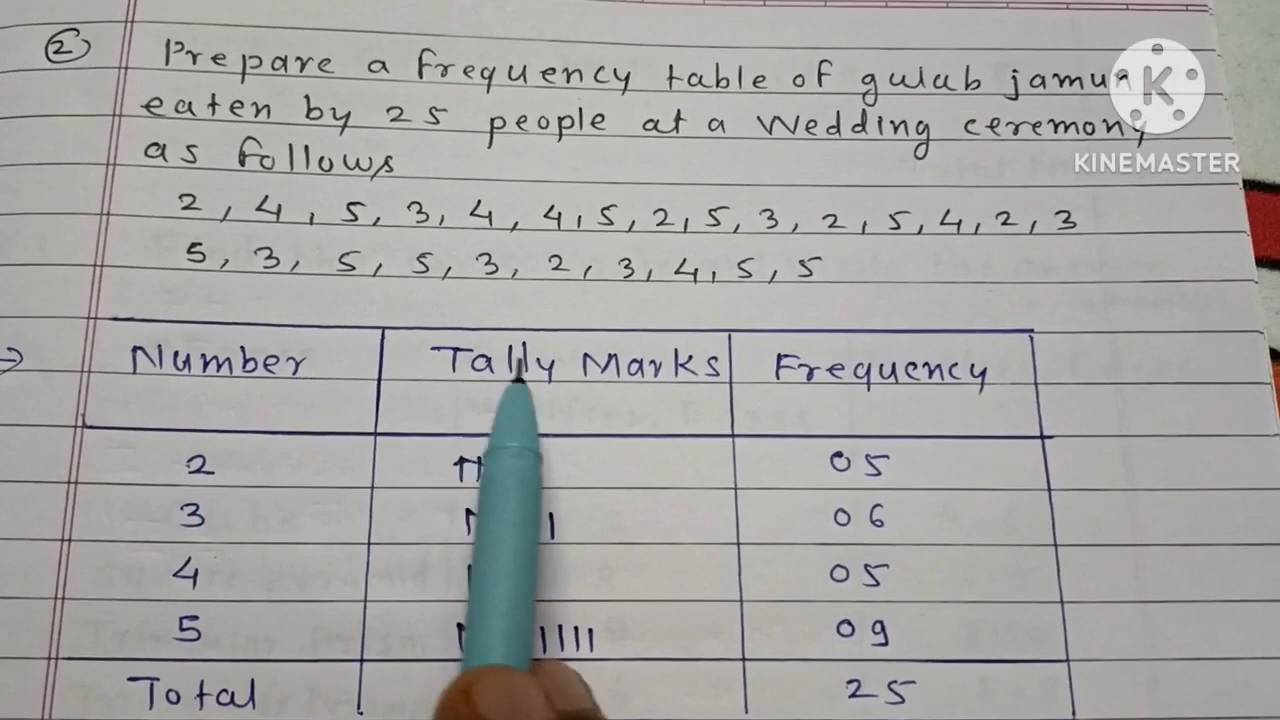 ② Prepare a frequency table of gulab jamun
eaten by 25 people at a Wedding ceremony
as follows
2, 4, 5, 3, 4, 4, 5, 2, 5, 3, 2, 5, 4, 2, 3
5, 3, 5, 5, 3, 2, 3, 4, 5, 5
K
KINEMASTER
→ Number Tally Marks Frequency
2 05
3 06
4 05
5 09
Total 25